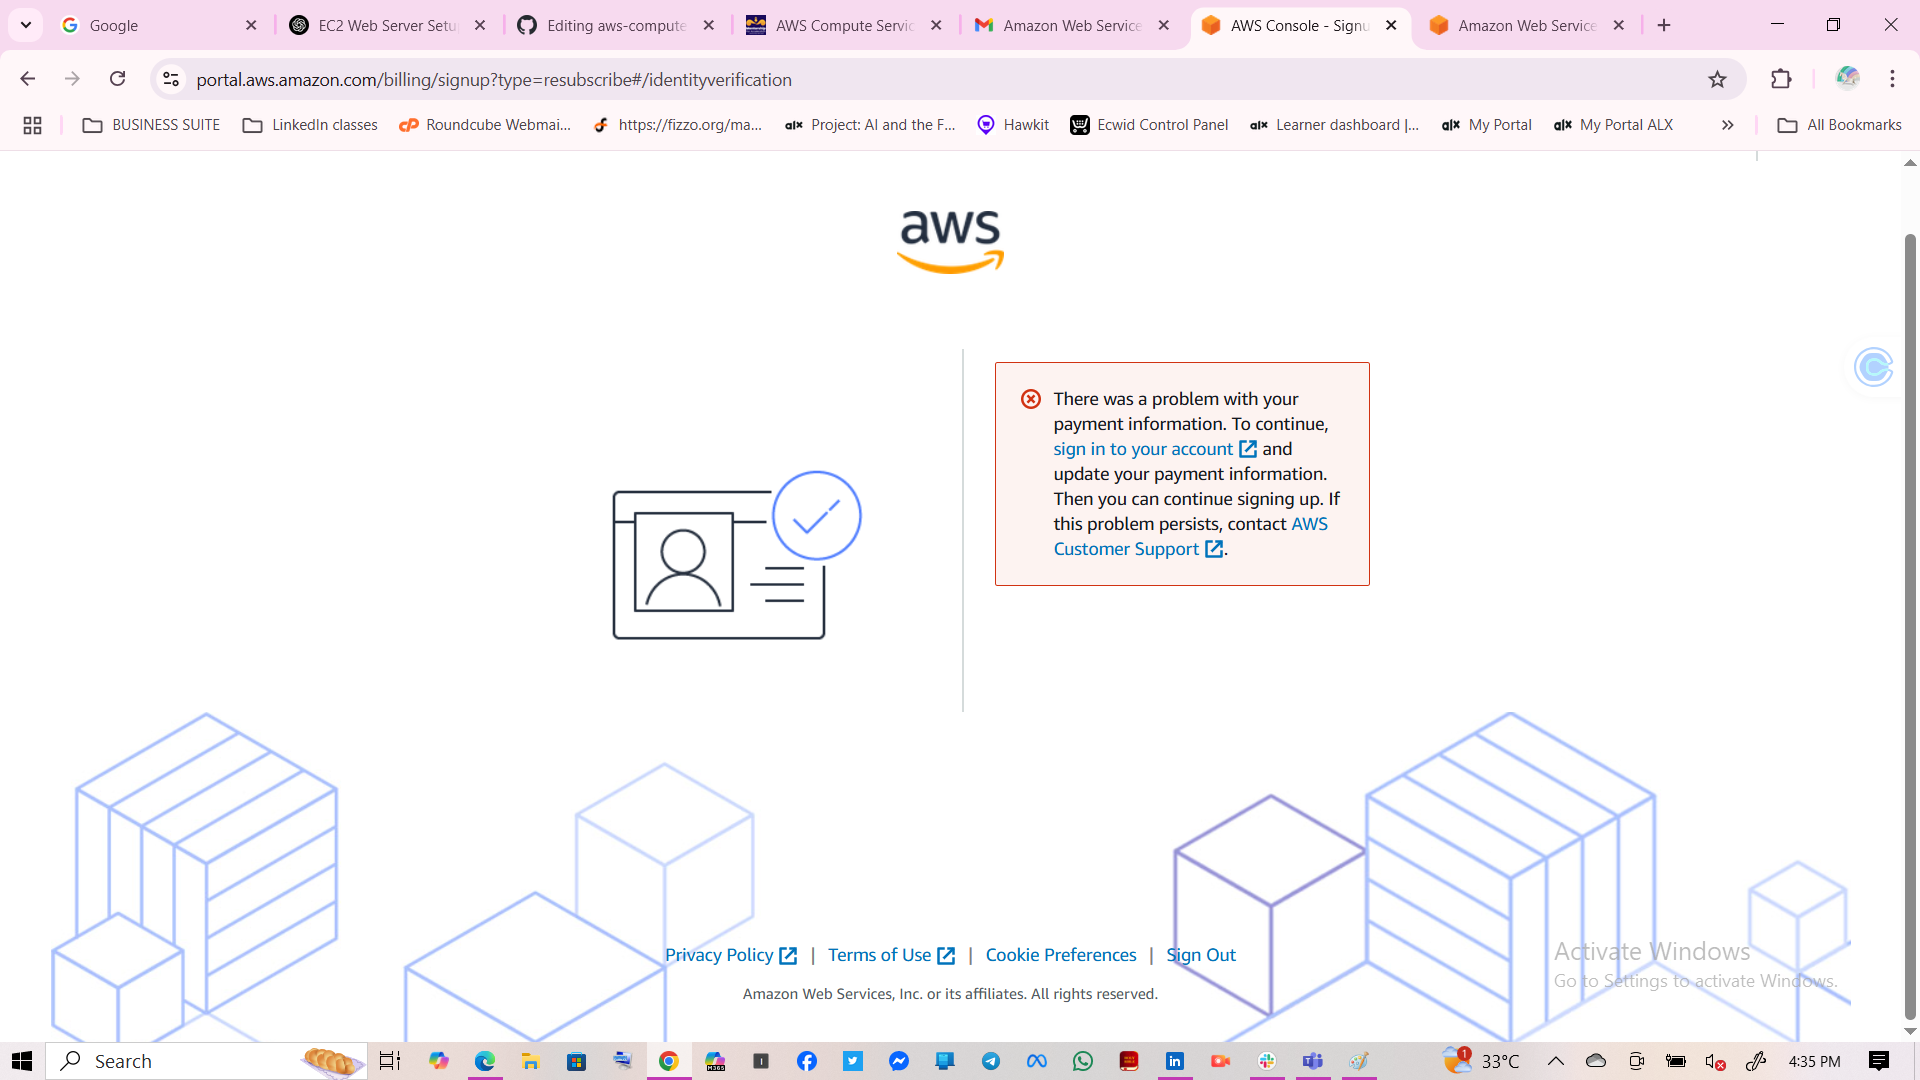 Google
EC2 Web Server Setu
Editing aws-compute
AWS Compute Servic
Amazon Web Service
AWS Console - Signu
Amazon Web Service
portal.aws.amazon.com/billing/signup?type=resubscribe#/identityverification
BUSINESS SUITE
LinkedIn classes
Roundcube Webmai...
https://fizzo.org/ma...
Project: AI and the F...
Hawkit
Ecwid Control Panel
Learner dashboard |...
My Portal
My Portal ALX
All Bookmarks
aws
There was a problem with your
payment information. To continue,
sign in to your account and
update your payment information.
Then you can continue signing up. If
this problem persists, contact AWS
Customer Support.
Activate Windows
Go to Settings to activate Windows.
Privacy Policy | Terms of Use | Cookie Preferences | Sign Out
Amazon Web Services, Inc. or its affiliates. All rights reserved.
Search
1
33°C
4:35 PM